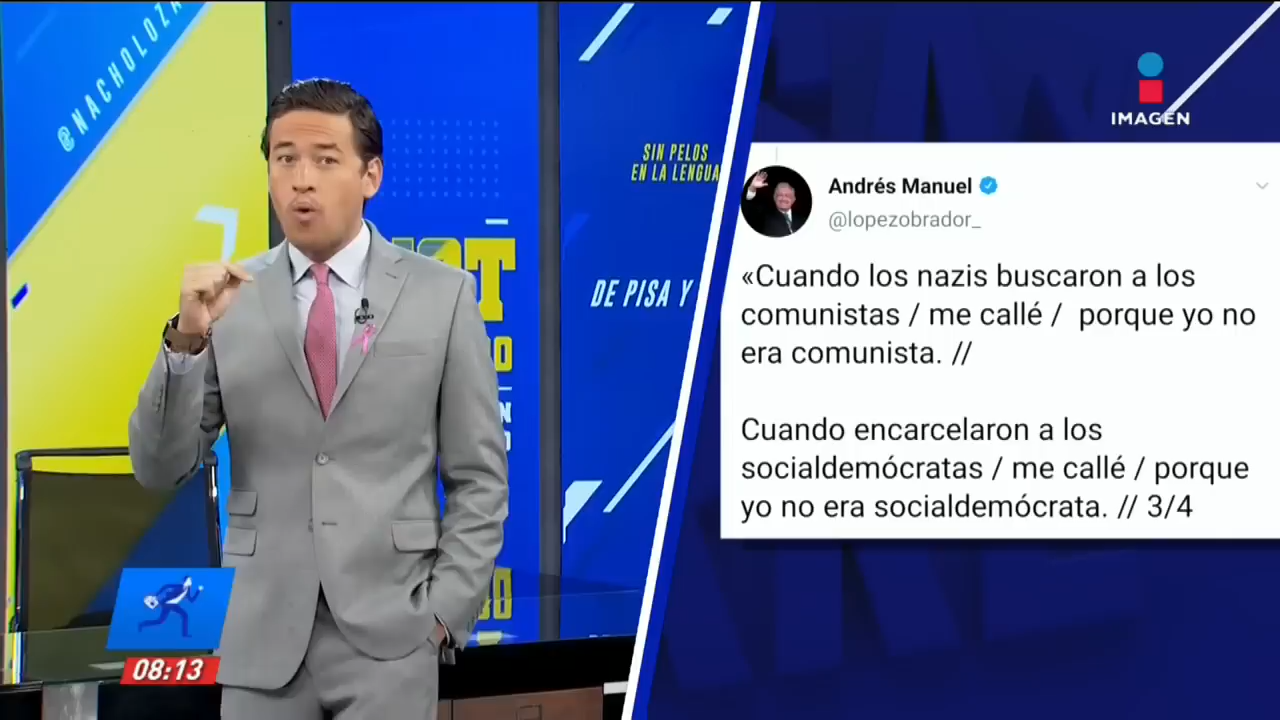 @NACHOLOZA
SIN PELOS
EN LA LENGUA
DE PISA Y
IMAGEN
Andrés Manuel
@lopezobrador_
«Cuando los nazis buscaron a los
comunistas / me callé / porque yo no
era comunista. //
Cuando encarcelaron a los
socialdemócratas / me callé / porque
yo no era socialdemócrata. // 3/4
08:13